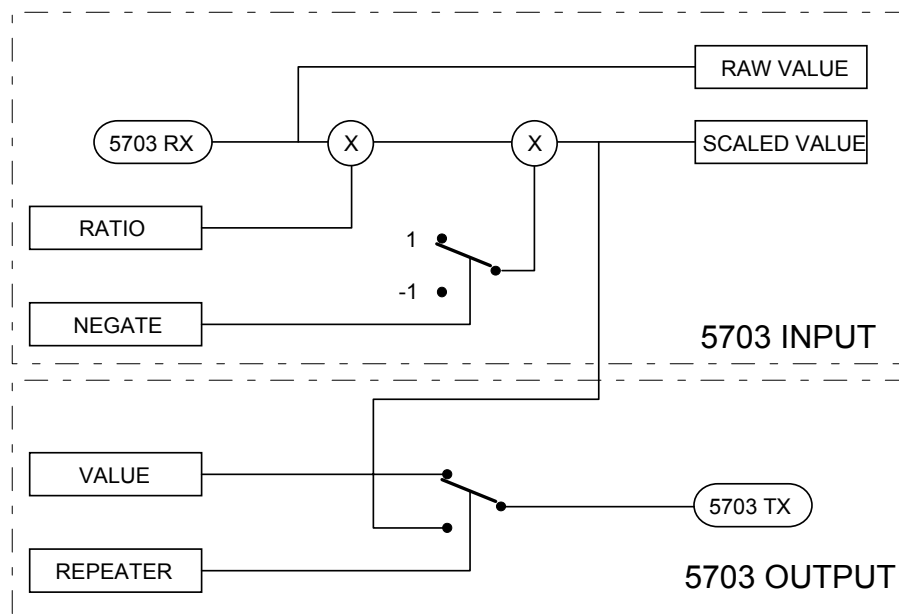 RAW VALUE
5703 RX
X
X
SCALED VALUE
RATIO
1
-1
NEGATE
5703 INPUT
VALUE
5703 TX
REPEATER
5703 OUTPUT